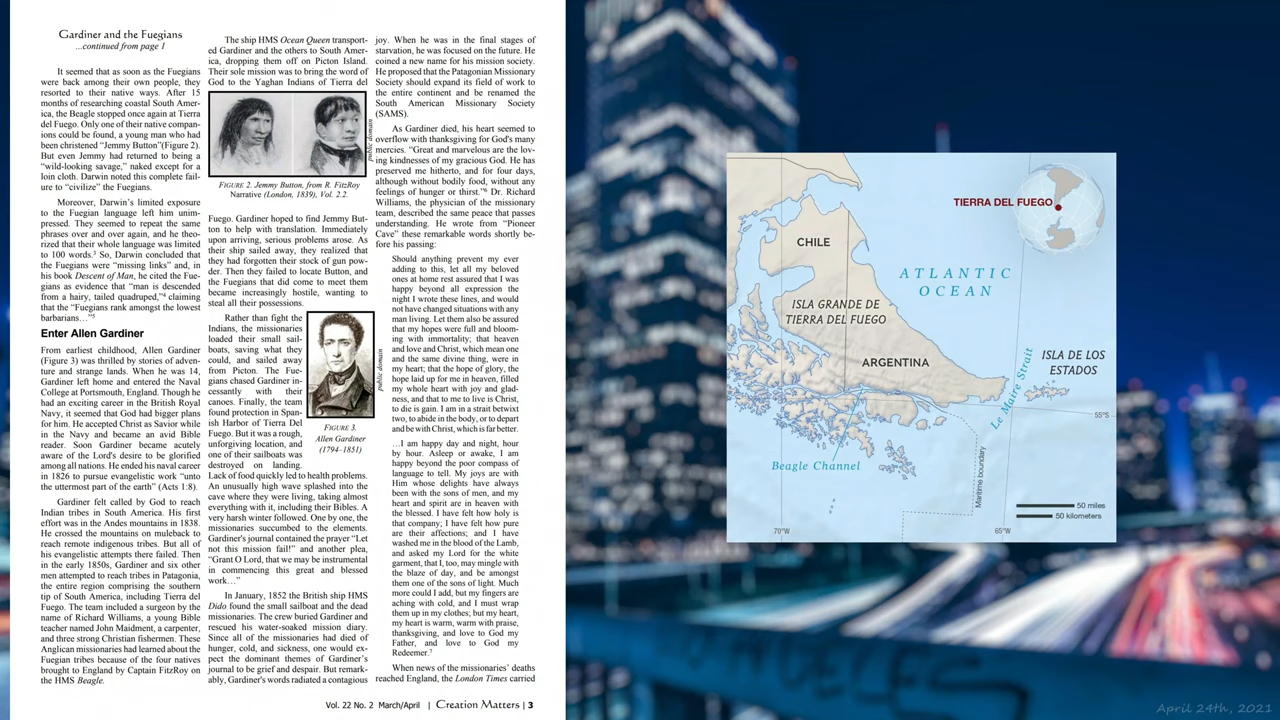 Gardiner and the Fuegians
...continued from page 1
It seemed that as soon as the Fuegians
were back among their own people, they
resorted to their native ways. After 15
months of researching coastal South Amer-
ica, the Beagle stopped once again at Tierra
del Fuego. Only one of their native compan-
ions could be found, a young man who had
been christened “Jemmy Button”(Figure 2).
But even Jemmy had returned to being a
“wild-looking savage,” naked except for a
loin cloth. Darwin noted this complete fail-
ure to “civilize” the Fuegians.
Moreover, Darwin’s limited exposure
to the Fuegian language left him unim-
pressed. They seemed to repeat the same
phrases over and over again, and he theo-
rized that their whole language was limited
to 100 words.³ So, Darwin concluded that
the Fuegians were “missing links” and, in
his book Descent of Man, he cited the Fue-
gians as evidence that “man is descended
from a hairy, tailed quadruped,”⁴ claiming
that the “Fuegians rank amongst the lowest
barbarians…”⁵
Enter Allen Gardiner
From earliest childhood, Allen Gardiner
(Figure 3) was thrilled by stories of adven-
ture and strange lands. When he was 14,
Gardiner left home and entered the Naval
College at Portsmouth, England. Though he
had an exciting career in the British Royal
Navy, it seemed that God had bigger plans
for him. He accepted Christ as Savior while
in the Navy and became an avid Bible
reader. Soon Gardiner became acutely
aware of the Lord's desire to be glorified
among all nations. He ended his naval career
in 1826 to pursue evangelistic work “unto
the uttermost part of the earth” (Acts 1:8).
Gardiner felt called by God to reach
Indian tribes in South America. His first
effort was in the Andes mountains in 1838.
He crossed the mountains on muleback to
reach remote indigenous tribes. But all of
his evangelistic attempts there failed. Then
in the early 1850s, Gardiner and six other
men attempted to reach tribes in Patagonia,
the entire region comprising the southern
tip of South America, including Tierra del
Fuego. The team included a surgeon by the
name of Richard Williams, a young Bible
teacher named John Maidment, a carpenter,
and three strong Christian fishermen. These
Anglican missionaries had learned about the
Fuegian tribes because of the four natives
brought to England by Captain FitzRoy on
the HMS Beagle.
The ship HMS Ocean Queen transport-
ed Gardiner and the others to South Amer-
ica, dropping them off on Picton Island.
Their sole mission was to bring the word of
God to the Yaghan Indians of Tierra del
public domain
FIGURE 2. Jemmy Button, from R. FitzRoy
Narrative (London, 1839), Vol. 2.2.
Fuego. Gardiner hoped to find Jemmy But-
ton to help with translation. Immediately
upon arriving, serious problems arose. As
their ship sailed away, they realized that
they had forgotten their stock of gun pow-
der. Then they failed to locate Button, and
the Fuegians that did come to meet them
became increasingly hostile, wanting to
steal all their possessions.
Rather than fight the
Indians, the missionaries
loaded their small sail-
boats, saving what they
could, and sailed away
from Picton. The Fue-
gians chased Gardiner in-
cessantly with their
canoes. Finally, the team
found protection in Span-
ish Harbor of Tierra Del
Fuego. But it was a rough,
unforgiving location, and
one of their sailboats was
destroyed on landing.
public domain
FIGURE 3.
Allen Gardiner
(1794–1851)
Lack of food quickly led to health problems.
An unusually high wave splashed into the
cave where they were living, taking almost
everything with it, including their Bibles. A
very harsh winter followed. One by one, the
missionaries succumbed to the elements.
Gardiner's journal contained the prayer “Let
not this mission fail!” and another plea,
“Grant O Lord, that we may be instrumental
in commencing this great and blessed
work…”
In January, 1852 the British ship HMS
Dido found the small sailboat and the dead
missionaries. The crew buried Gardiner and
rescued his water-soaked mission diary.
Since all of the missionaries had died of
hunger, cold, and sickness, one would ex-
pect the dominant themes of Gardiner’s
journal to be grief and despair. But remark-
ably, Gardiner's words radiated a contagious
joy. When he was in the final stages of
starvation, he was focused on the future. He
coined a new name for his mission society.
He proposed that the Patagonian Missionary
Society should expand its field of work to
the entire continent and be renamed the
South American Missionary Society
(SAMS).
As Gardiner died, his heart seemed to
overflow with thanksgiving for God's many
mercies. “Great and marvelous are the lov-
ing kindnesses of my gracious God. He has
preserved me hitherto, and for four days,
although without bodily food, without any
feelings of hunger or thirst.”⁶ Dr. Richard
Williams, the physician of the missionary
team, described the same peace that passes
understanding. He wrote from “Pioneer
Cave” these remarkable words shortly be-
fore his passing:
Should anything prevent my ever
adding to this, let all my beloved
ones at home rest assured that I was
happy beyond all expression the
night I wrote these lines, and would
not have changed situations with any
man living. Let them also be assured
that my hopes were full and bloom-
ing with immortality; that heaven
and love and Christ, which mean one
and the same divine thing, were in
my heart; that the hope of glory, the
hope laid up for me in heaven, filled
my whole heart with joy and glad-
ness, and that to me to live is Christ,
to die is gain. I am in a strait betwixt
two, to abide in the body, or to depart
and be with Christ, which is far better.
…I am happy day and night, hour
by hour. Asleep or awake, I am
happy beyond the poor compass of
language to tell. My joys are with
Him whose delights have always
been with the sons of men, and my
heart and spirit are in heaven with
the blessed. I have felt how holy is
that company; I have felt how pure
are their affections; and I have
washed me in the blood of the Lamb,
and asked my Lord for the white
garment, that I, too, may mingle with
the blaze of day, and be amongst
them one of the sons of light. Much
more could I add, but my fingers are
aching with cold, and I must wrap
them up in my clothes; but my heart,
my heart is warm, warm with praise,
thanksgiving, and love to God my
Father, and love to God my
Redeemer.⁷
When news of the missionaries’ deaths
reached England, the London Times carried
Vol. 22 No. 2 March/April | Creation Matters | 3
TIERRA DEL FUEGO
CHILE
ATLANTIC
OCEAN
ISLA GRANDE DE
TIERRA DEL FUEGO
ARGENTINA
ISLA DE LOS
ESTADOS
Le Maire Strait
55°S
Beagle Channel
Maritime boundary
50 miles
50 kilometers
70°W
65°W
April 24th, 2021